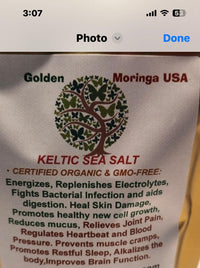 3:07
Photo
Done
Golden Moringa USA
KELTIC SEA SALT
• CERTIFIED ORGANIC & GMO-FREE:
Energizes, Replenishes Electrolytes,
Fights Bacterial Infection and aids
digestion. Heal Skin Damage,
Promotes healthy new cell growth,
Reduces mucus, Relieves Joint Pain,
Regulates Heartbeat and Blood
Pressure. Prevents muscle cramps,
Promotes Restful Sleep, Alkalizes the
body,Improves Brain Function.